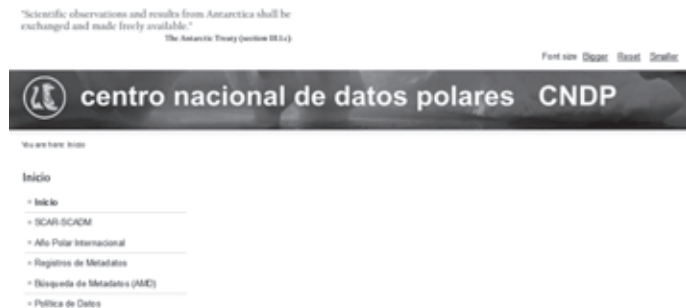 "Scientific observations and results from Antarctica shall be
exchanged and made freely available."
The Antarctic Treaty (section III.1.c)
Font size Bigger Reset Smaller
centro nacional de datos polares CNDP
You are here: Inicio
Inicio
Inicio
SCAR-SCADM
Año Polar Internacional
Registros de Metadatos
Búsqueda de Metadatos (AMD)
Política de Datos